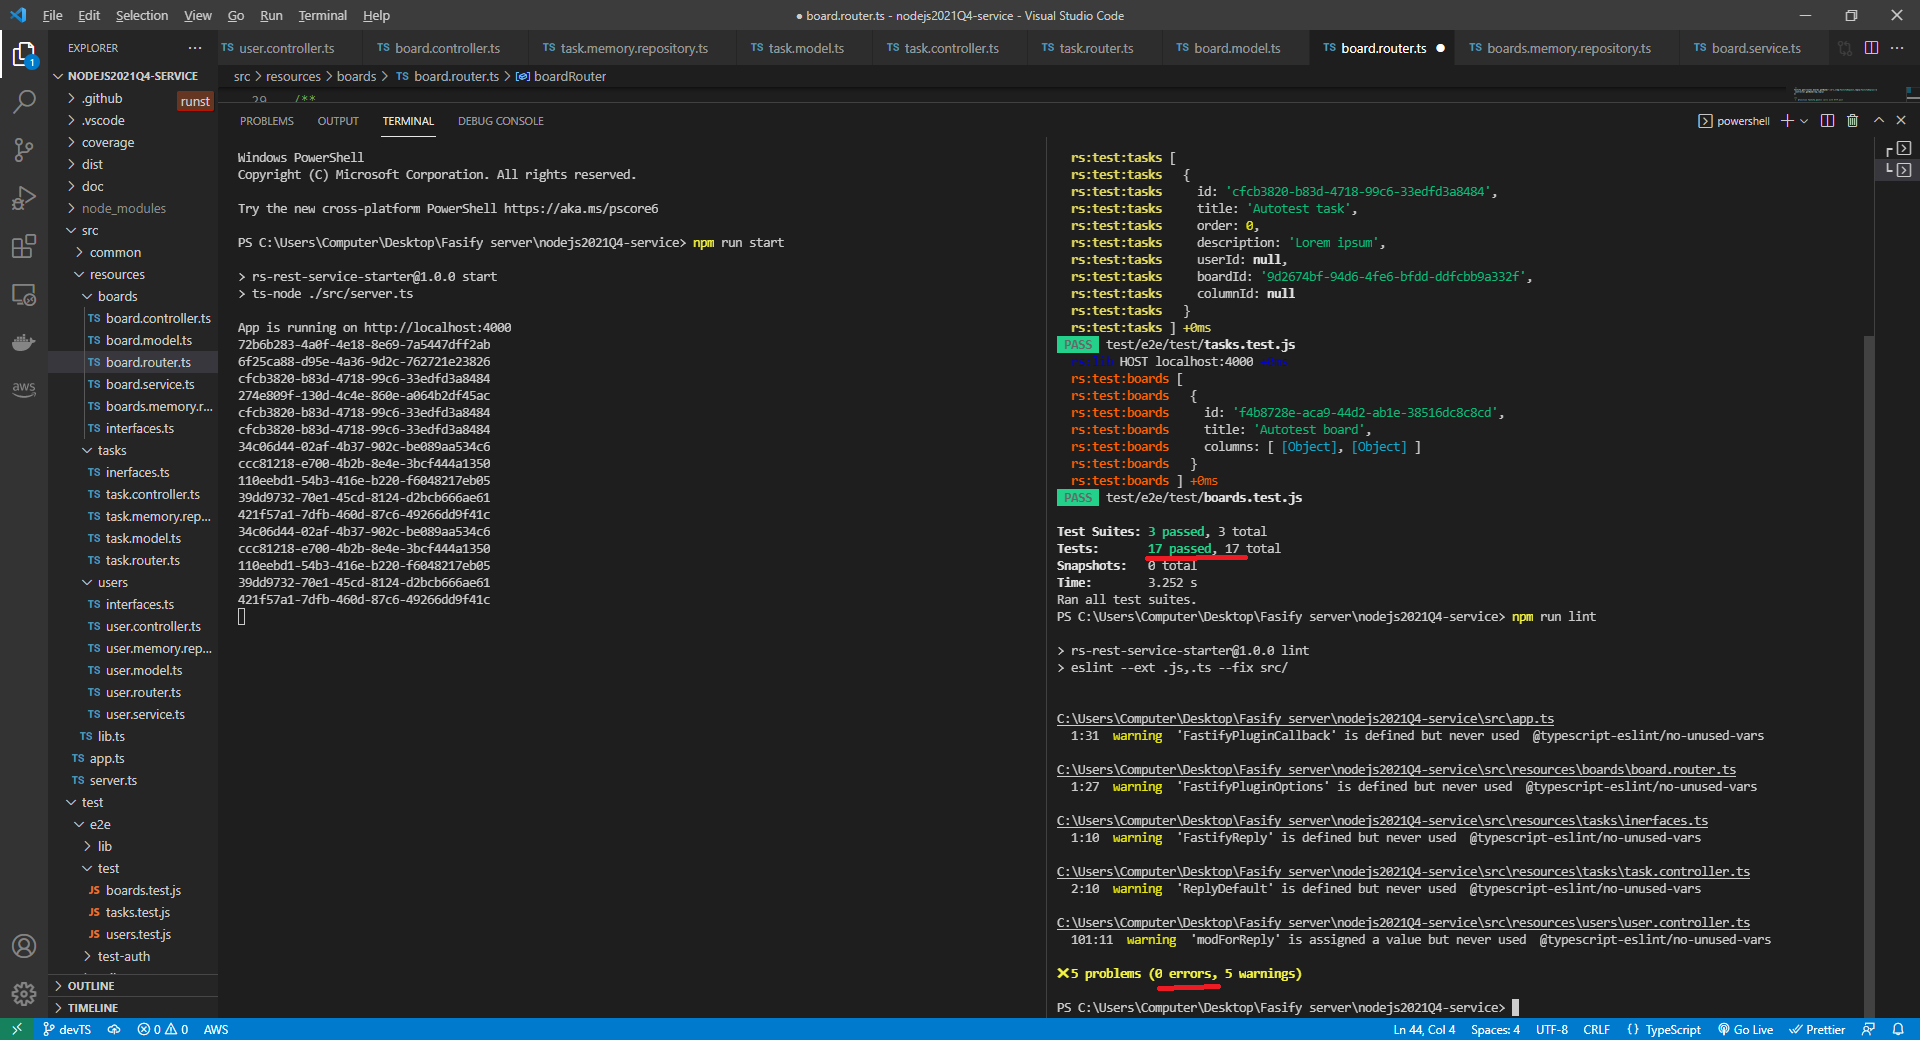 File Edit Selection View Go Run Terminal Help
● board.router.ts - nodejs2021Q4-service - Visual Studio Code
EXPLORER
TS user.controller.ts TS board.controller.ts TS task.memory.repository.ts TS task.model.ts TS task.controller.ts TS task.router.ts TS board.model.ts TS board.router.ts ● TS boards.memory.repository.ts TS board.service.ts
src > resources > boards > TS board.router.ts > boardRouter
29 /**
NODEJS2021Q4-SERVICE
.github
runst
.vscode
coverage
dist
doc
node_modules
src
common
resources
boards
TS board.controller.ts
TS board.model.ts
TS board.router.ts
TS board.service.ts
TS boards.memory.r...
TS interfaces.ts
tasks
TS inerfaces.ts
TS task.controller.ts
TS task.memory.rep...
TS task.model.ts
TS task.router.ts
users
TS interfaces.ts
TS user.controller.ts
TS user.memory.rep...
TS user.model.ts
TS user.router.ts
TS user.service.ts
TS lib.ts
TS app.ts
TS server.ts
test
e2e
lib
test
JS boards.test.js
JS tasks.test.js
JS users.test.js
test-auth
OUTLINE
TIMELINE
aws
1
PROBLEMS OUTPUT TERMINAL DEBUG CONSOLE
powershell
Windows PowerShell
Copyright (C) Microsoft Corporation. All rights reserved.
Try the new cross-platform PowerShell https://aka.ms/pscore6
PS C:\Users\Computer\Desktop\Fasify server\nodejs2021Q4-service> npm run start
> rs-rest-service-starter@1.0.0 start
> ts-node ./src/server.ts
App is running on http://localhost:4000
72b6b283-4a0f-4e18-8e69-7a5447dff2ab
6f25ca88-d95e-4a36-9d2c-762721e23826
cfcb3820-b83d-4718-99c6-33edfd3a8484
274e809f-130d-4c4e-860e-a064b2df45ac
cfcb3820-b83d-4718-99c6-33edfd3a8484
cfcb3820-b83d-4718-99c6-33edfd3a8484
34c06d44-02af-4b37-902c-be089aa534c6
ccc81218-e700-4b2b-8e4e-3bcf444a1350
110eebd1-54b3-416e-b220-f6048217eb05
39dd9732-70e1-45cd-8124-d2bcb666ae61
421f57a1-7dfb-460d-87c6-49266dd9f41c
34c06d44-02af-4b37-902c-be089aa534c6
ccc81218-e700-4b2b-8e4e-3bcf444a1350
110eebd1-54b3-416e-b220-f6048217eb05
39dd9732-70e1-45cd-8124-d2bcb666ae61
421f57a1-7dfb-460d-87c6-49266dd9f41c
rs:test:tasks [
rs:test:tasks {
rs:test:tasks id: 'cfcb3820-b83d-4718-99c6-33edfd3a8484',
rs:test:tasks title: 'Autotest task',
rs:test:tasks order: 0,
rs:test:tasks description: 'Lorem ipsum',
rs:test:tasks userId: null,
rs:test:tasks boardId: '9d2674bf-94d6-4fe6-bfdd-ddfcbb9a332f',
rs:test:tasks columnId: null
rs:test:tasks }
rs:test:tasks ] +0ms
PASS test/e2e/test/tasks.test.js
HOST localhost:4000
rs:test:boards [
rs:test:boards {
rs:test:boards id: 'f4b8728e-aca9-44d2-ab1e-38516dc8c8cd',
rs:test:boards title: 'Autotest board',
rs:test:boards columns: [ [Object], [Object] ]
rs:test:boards }
rs:test:boards ] +0ms
PASS test/e2e/test/boards.test.js
Test Suites: 3 passed, 3 total
Tests: 17 passed, 17 total
Snapshots: 0 total
Time: 3.252 s
Ran all test suites.
PS C:\Users\Computer\Desktop\Fasify server\nodejs2021Q4-service> npm run lint
> rs-rest-service-starter@1.0.0 lint
> eslint --ext .js,.ts --fix src/
C:\Users\Computer\Desktop\Fasify server\nodejs2021Q4-service\src\app.ts
1:31 warning 'FastifyPluginCallback' is defined but never used @typescript-eslint/no-unused-vars
C:\Users\Computer\Desktop\Fasify server\nodejs2021Q4-service\src\resources\boards\board.router.ts
1:27 warning 'FastifyPluginOptions' is defined but never used @typescript-eslint/no-unused-vars
C:\Users\Computer\Desktop\Fasify server\nodejs2021Q4-service\src\resources\tasks\inerfaces.ts
1:10 warning 'FastifyReply' is defined but never used @typescript-eslint/no-unused-vars
C:\Users\Computer\Desktop\Fasify server\nodejs2021Q4-service\src\resources\tasks\task.controller.ts
2:10 warning 'ReplyDefault' is defined but never used @typescript-eslint/no-unused-vars
C:\Users\Computer\Desktop\Fasify server\nodejs2021Q4-service\src\resources\users\user.controller.ts
101:11 warning 'modForReply' is assigned a value but never used @typescript-eslint/no-unused-vars
✖ 5 problems (0 errors, 5 warnings)
PS C:\Users\Computer\Desktop\Fasify server\nodejs2021Q4-service>
devTS 0 0 AWS
Ln 44, Col 4 Spaces: 4 UTF-8 CRLF {} TypeScript Go Live Prettier